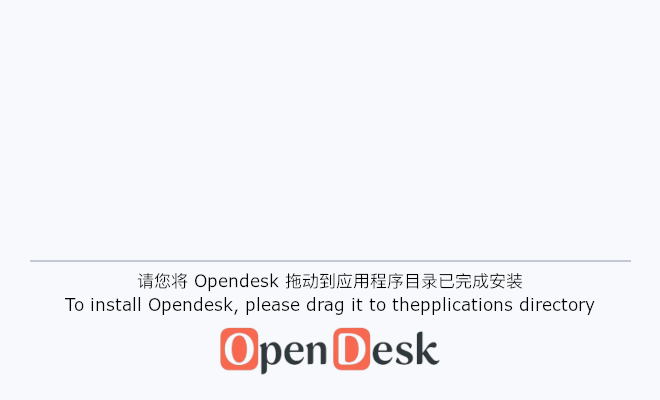 请您将 Opendesk 拖动到应用程序目录已完成安装
To install Opendesk, please drag it to thepplications directory
OpenDesk